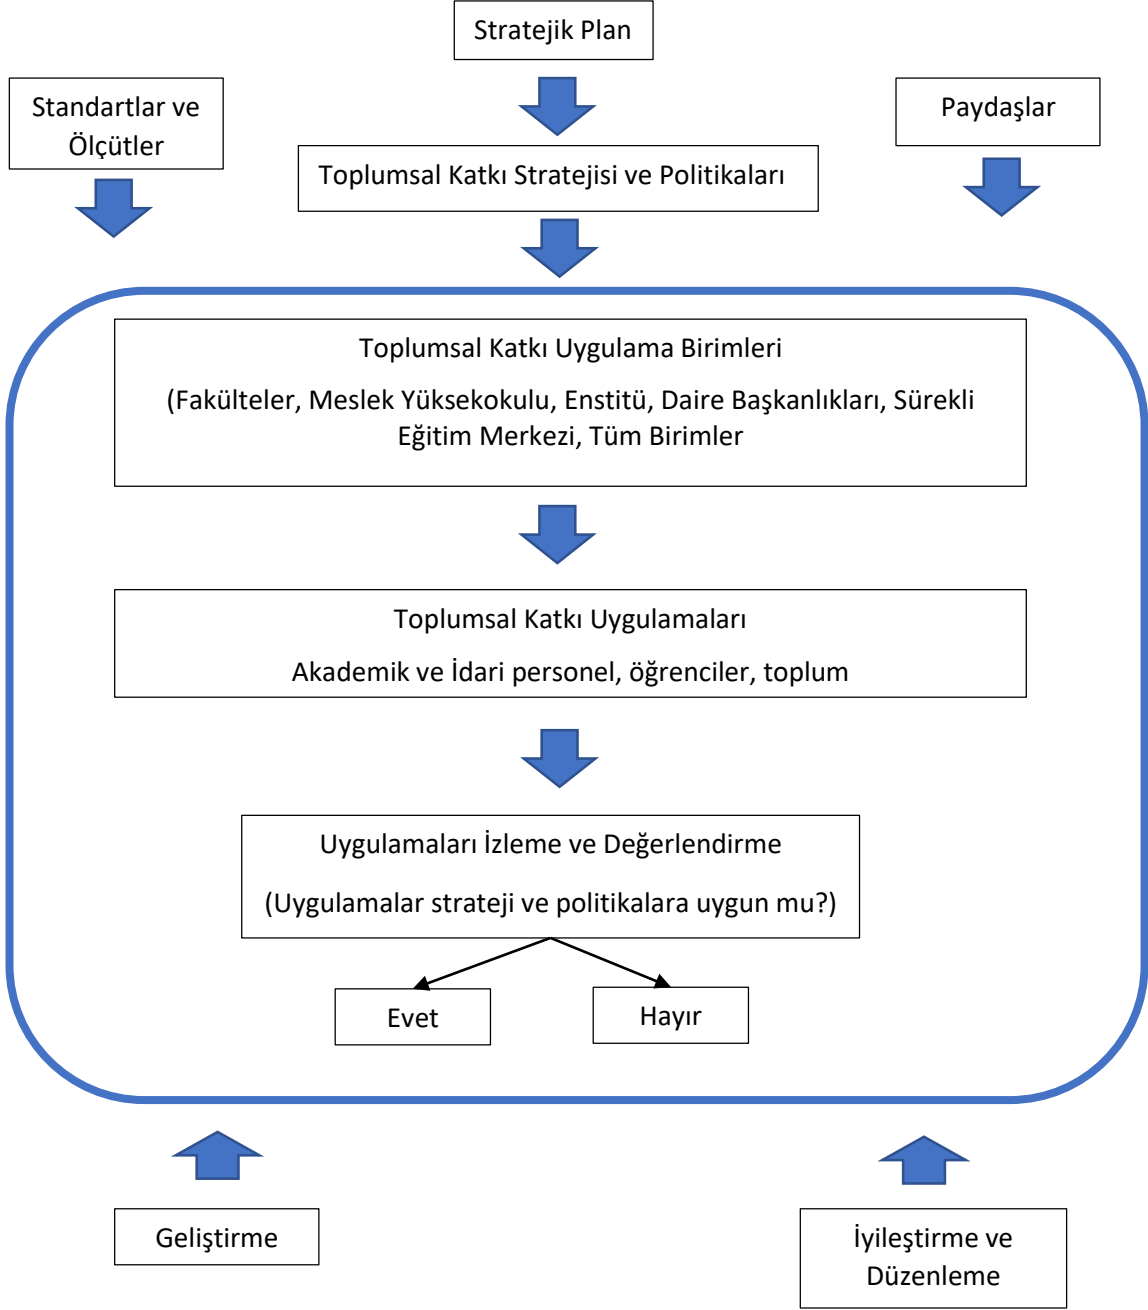 Stratejik Plan
Standartlar ve
Ölçütler
Paydaşlar
Toplumsal Katkı Stratejisi ve Politikaları
Toplumsal Katkı Uygulama Birimleri
(Fakülteler, Meslek Yüksekokulu, Enstitü, Daire Başkanlıkları, Sürekli
Eğitim Merkezi, Tüm Birimler
Toplumsal Katkı Uygulamaları
Akademik ve İdari personel, öğrenciler, toplum
Uygulamaları İzleme ve Değerlendirme
(Uygulamalar strateji ve politikalara uygun mu?)
Evet
Hayır
Geliştirme
İyileştirme ve
Düzenleme